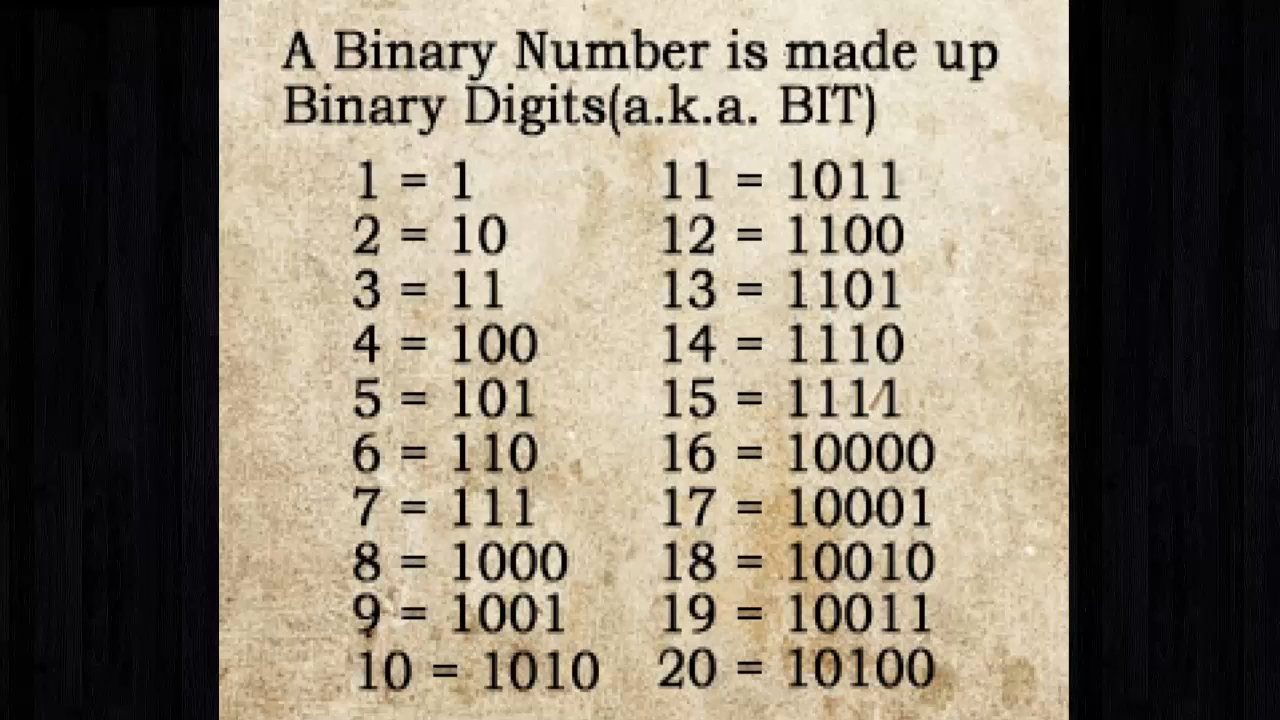 A Binary Number is made up
Binary Digits(a.k.a. BIT)
1 = 1
2 = 10
3 = 11
4 = 100
5 = 101
6 = 110
7 = 111
8 = 1000
9 = 1001
10 = 1010
11 = 1011
12 = 1100
13 = 1101
14 = 1110
15 = 1111
16 = 10000
17 = 10001
18 = 10010
19 = 10011
20 = 10100